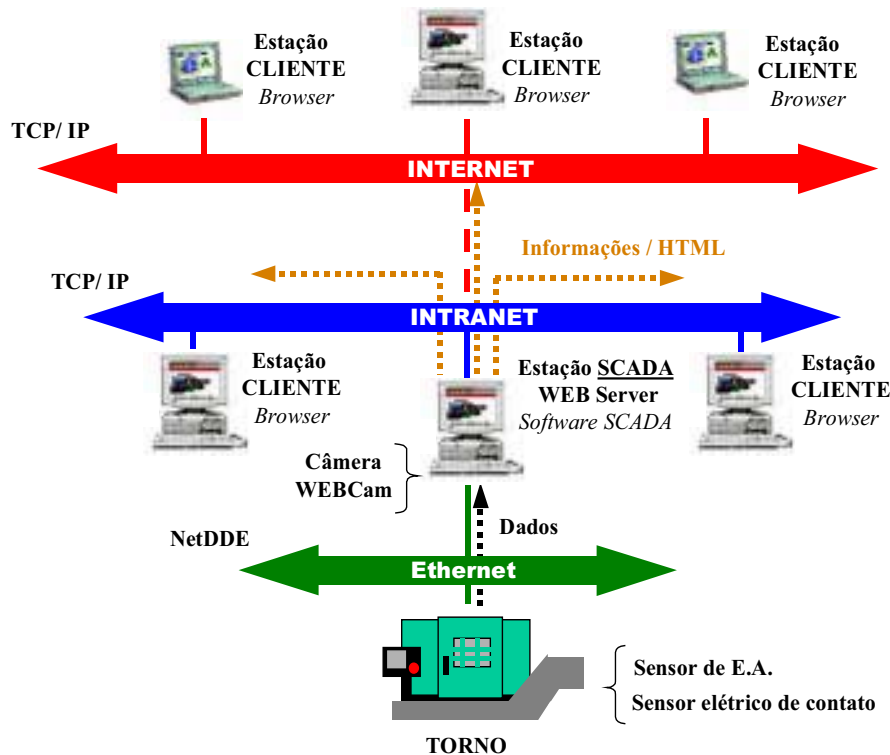 Estação
CLIENTE
Browser
Estação
CLIENTE
Browser
Estação
CLIENTE
Browser
TCP/ IP
INTERNET
Informações / HTML
TCP/ IP
INTRANET
Estação
CLIENTE
Browser
Estação SCADA
WEB Server
Software SCADA
Estação
CLIENTE
Browser
Câmera
WEBCam
Dados
NetDDE
Ethernet
Sensor de E.A.
Sensor elétrico de contato
TORNO